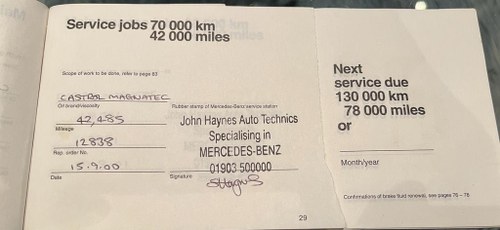 Service jobs 70 000 km
42 000 miles
Scope of work to be done, refer to page 63
CASTROL MAGNATEC
Oil brand/viscosity
42,485
Mileage
12838
Rep. order No.
15.9.00
Date
Rubber stamp of Mercedes-Benz service station
John Haynes Auto Technics
Specialising in
MERCEDES-BENZ
01903 500000
Signature
29
Next
service due
130 000 km
78 000 miles
or
Month/year
Confirmations of brake fluid renewal, see pages 76 – 78